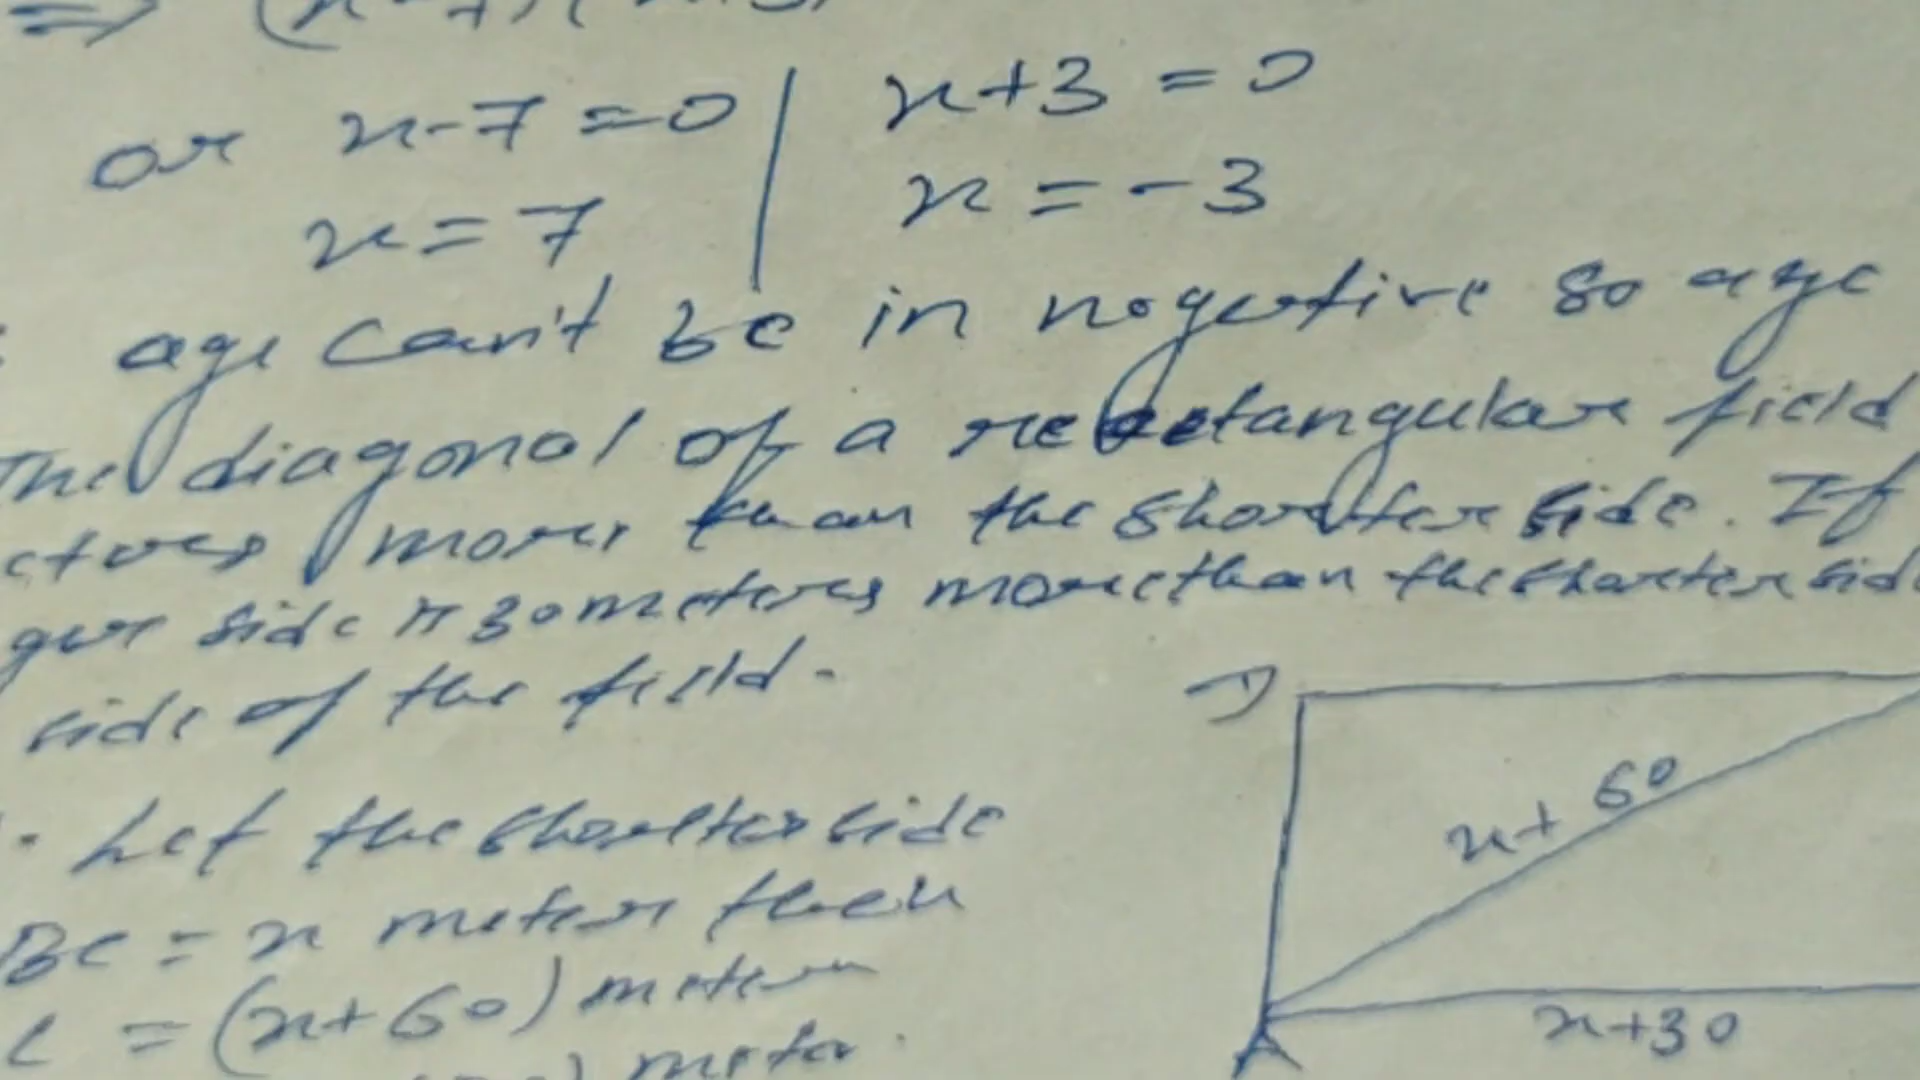 or x-7=0 | x+3=0
x=7 | x=-3
age can't be in negative so age
The diagonal of a rectangular field
more than the shorter side. If
side is 30 meters more than the shorter side
side of the field.
D
x+60
Let the shorter side
BC = x meter then
C = (x+60) meter
x+30
A
meter.